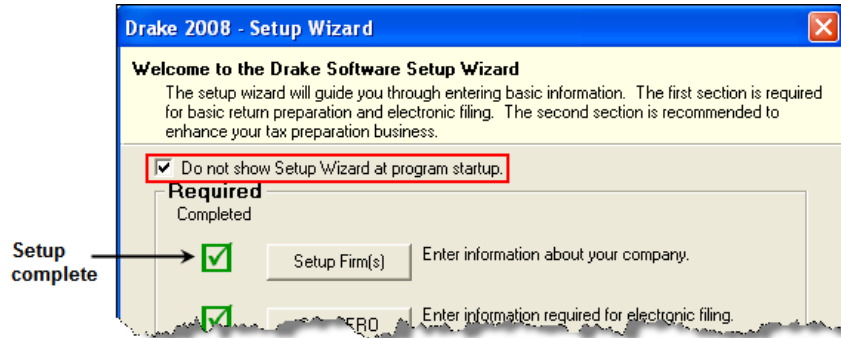 Drake 2008 - Setup Wizard
Welcome to the Drake Software Setup Wizard
The setup wizard will guide you through entering basic information. The first section is required
for basic return preparation and electronic filing. The second section is recommended to
enhance your tax preparation business.
Do not show Setup Wizard at program startup.
Required
Completed
Setup
complete
Setup Firm(s)
Enter information about your company.
ERO
Enter information required for electronic filing.